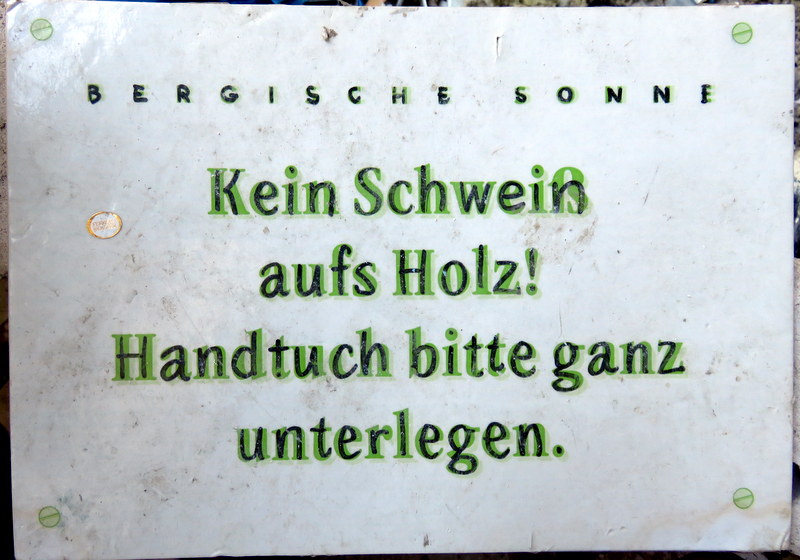 BERGISCHE SONNE
Kein Schweiß
aufs Holz!
Handtuch bitte ganz
unterlegen.